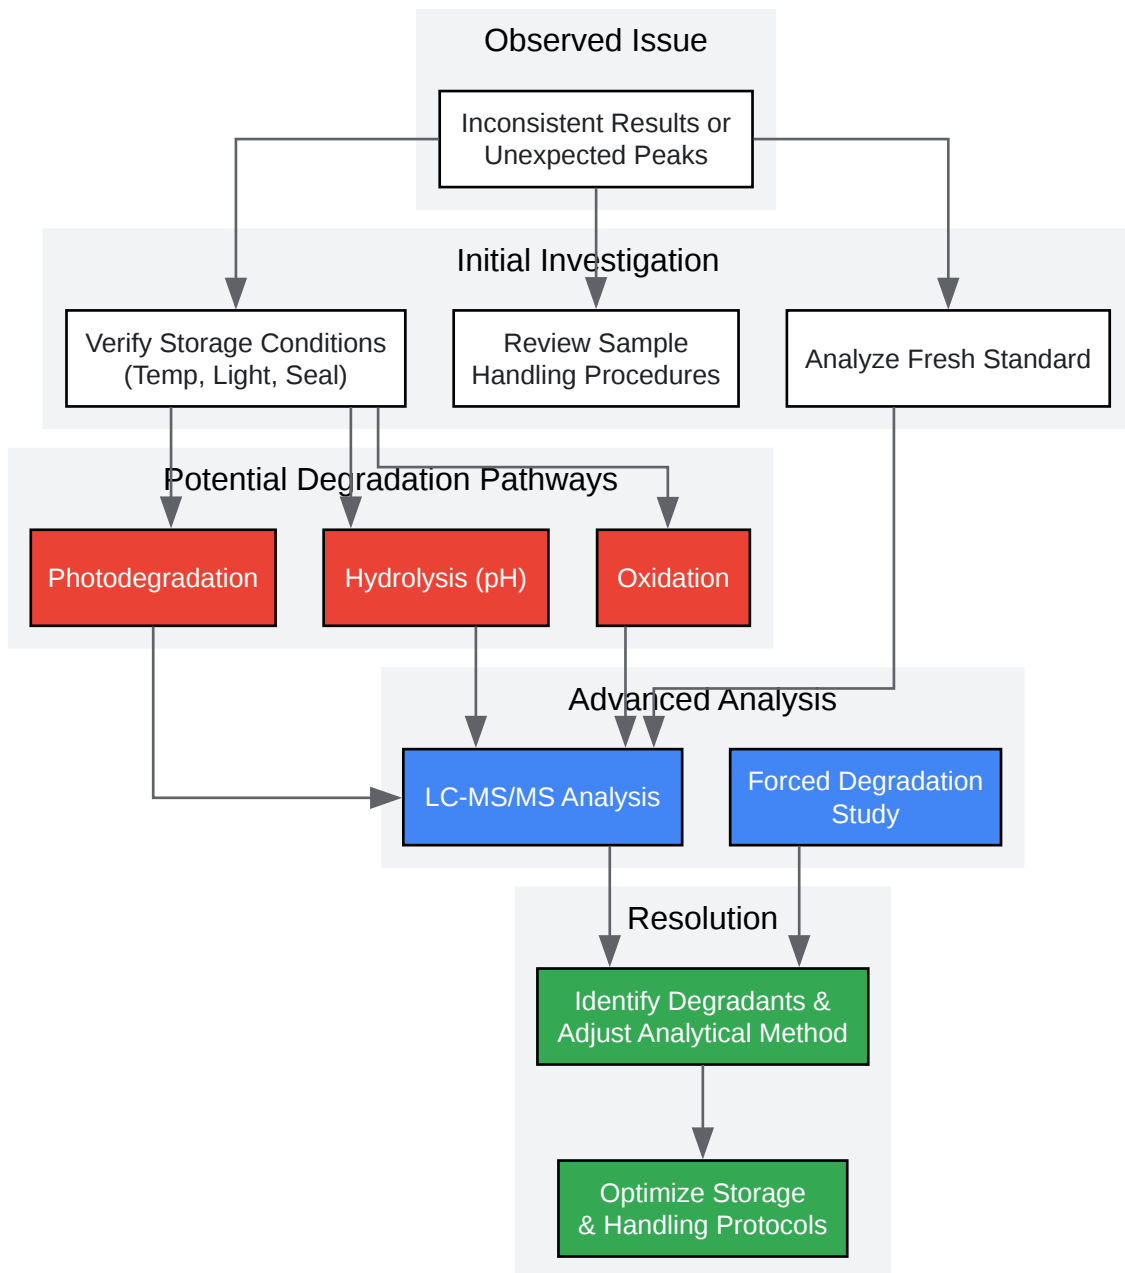 Observed Issue
Inconsistent Results or
Unexpected Peaks
Initial Investigation
Verify Storage Conditions
(Temp, Light, Seal)
Review Sample
Handling Procedures
Analyze Fresh Standard
Potential Degradation Pathways
Photodegradation
Hydrolysis (pH)
Oxidation
Advanced Analysis
LC-MS/MS Analysis
Forced Degradation
Study
Resolution
Identify Degradants &
Adjust Analytical Method
Optimize Storage
& Handling Protocols